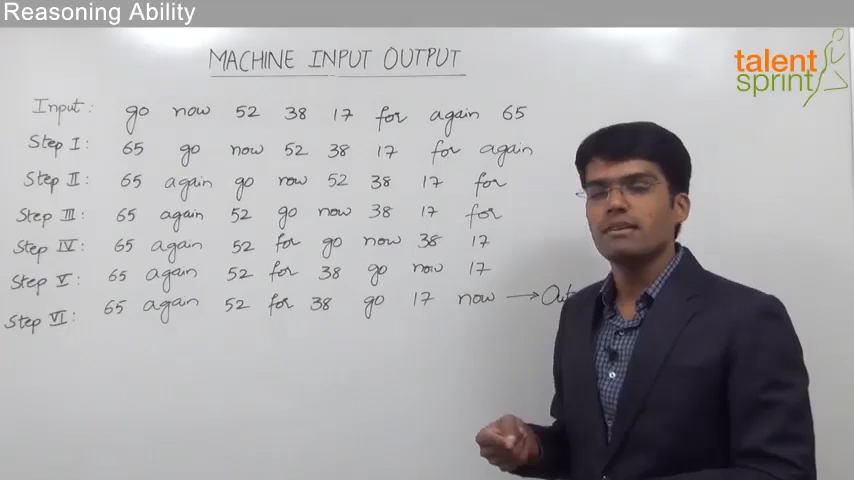 Reasoning Ability
MACHINE INPUT OUTPUT
talent
sprint
Input: go now 52 38 17 for again 65
Step I: 65 go now 52 38 17 for again
Step II: 65 again go now 52 38 17 for
Step III: 65 again 52 go now 38 17 for
Step IV: 65 again 52 for go now 38 17
Step V: 65 again 52 for 38 go now 17
Step VI: 65 again 52 for 38 go 17 now →